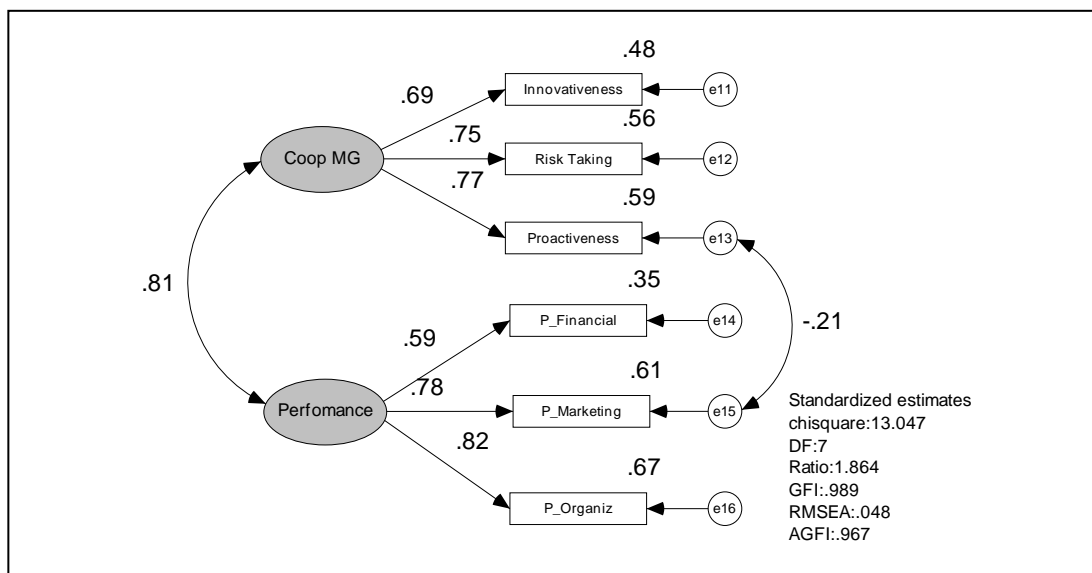 .48
Innovativeness
e11
.69
.56
.75
Coop MG
Risk Taking
e12
.77
.59
Proactiveness
e13
.35
.81
P_Financial
e14
-.21
.59
.61
.78
Perfomance
P_Marketing
e15
.82
.67
P_Organiz
e16
Standardized estimates
chisquare:13.047
DF:7
Ratio:1.864
GFI:.989
RMSEA:.048
AGFI:.967